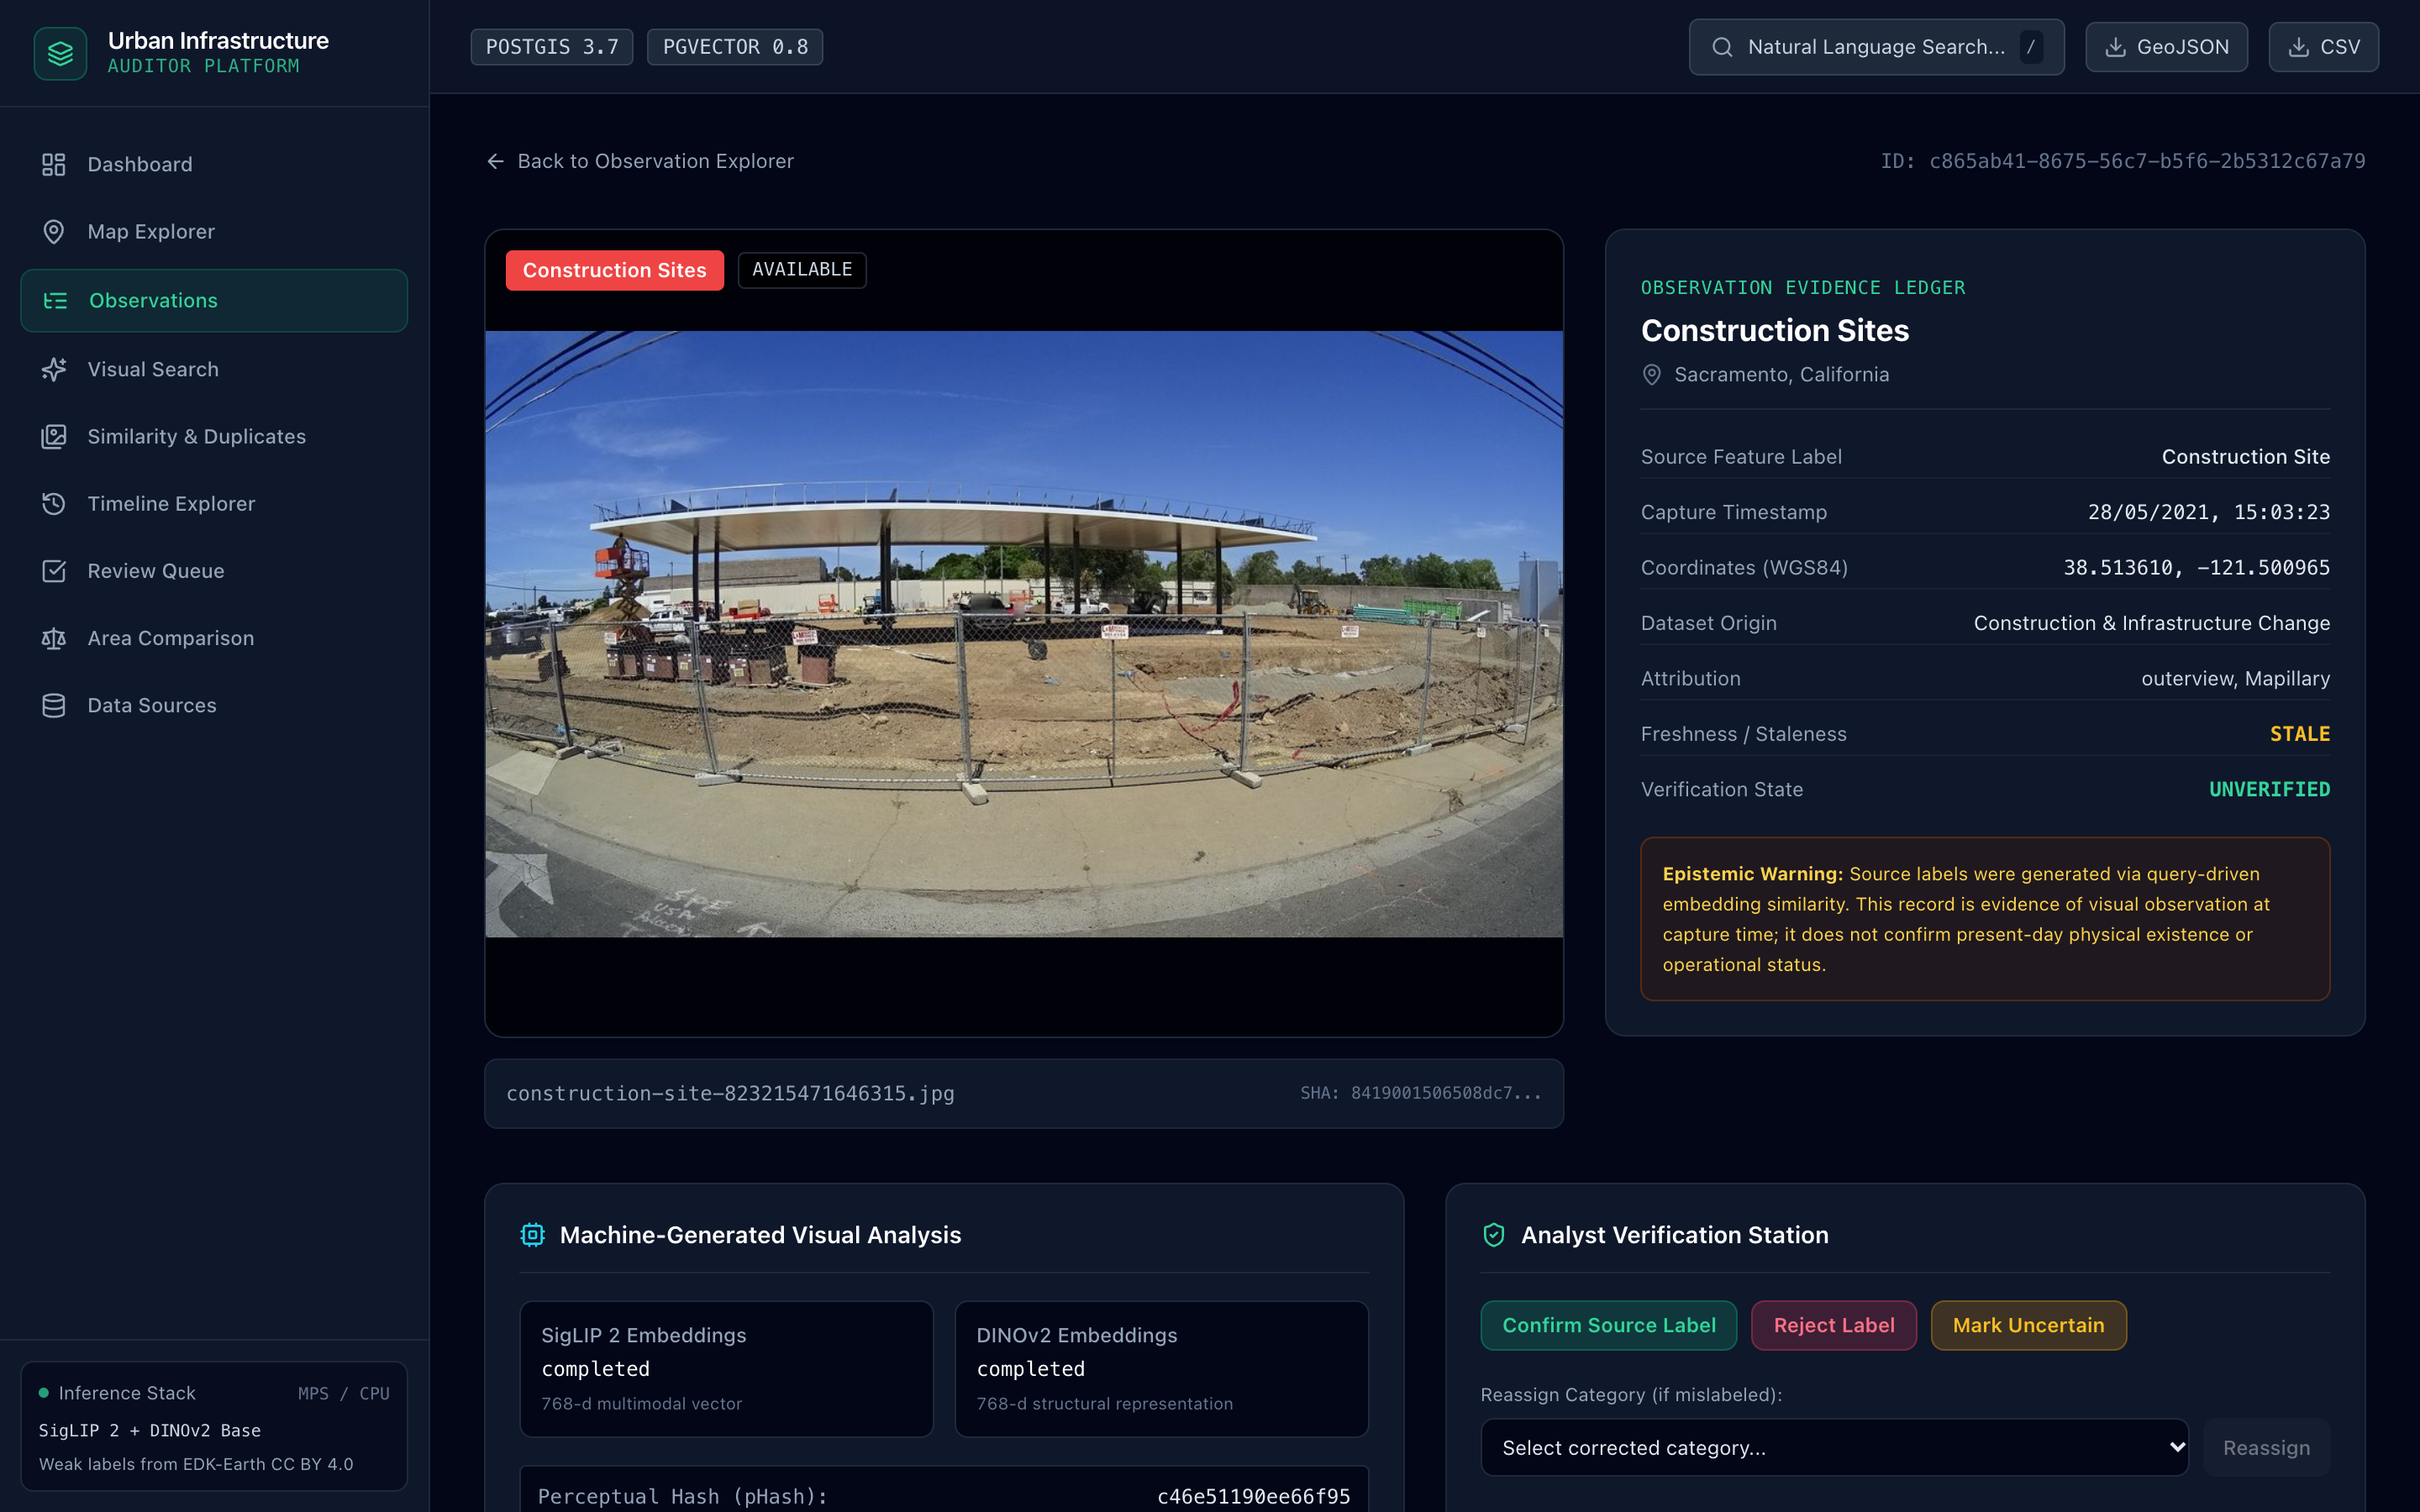 Urban Infrastructure
AUDITOR PLATFORM
Dashboard
Map Explorer
Observations
Visual Search
Similarity & Duplicates
Timeline Explorer
Review Queue
Area Comparison
Data Sources
Inference Stack
MPS / CPU
SigLIP 2 + DINOv2 Base
Weak labels from EDK-Earth CC BY 4.0
POSTGIS 3.7
PGVECTOR 0.8
Natural Language Search... /
GeoJSON
CSV
Back to Observation Explorer
ID: c865ab41-8675-56c7-b5f6-2b5312c67a79
Construction Sites
AVAILABLE
SPE
USA
construction-site-823215471646315.jpg
SHA: 8419001506508dc7...
OBSERVATION EVIDENCE LEDGER
Construction Sites
Sacramento, California
Source Feature Label
Construction Site
Capture Timestamp
28/05/2021, 15:03:23
Coordinates (WGS84)
38.513610, -121.500965
Dataset Origin
Construction & Infrastructure Change
Attribution
outerview, Mapillary
Freshness / Staleness
STALE
Verification State
UNVERIFIED
Epistemic Warning: Source labels were generated via query-driven
embedding similarity. This record is evidence of visual observation at
capture time; it does not confirm present-day physical existence or
operational status.
Machine-Generated Visual Analysis
SigLIP 2 Embeddings
completed
768-d multimodal vector
DINOv2 Embeddings
completed
768-d structural representation
Perceptual Hash (pHash):
c46e51190ee66f95
Analyst Verification Station
Confirm Source Label
Reject Label
Mark Uncertain
Reassign Category (if mislabeled):
Select corrected category...
Reassign